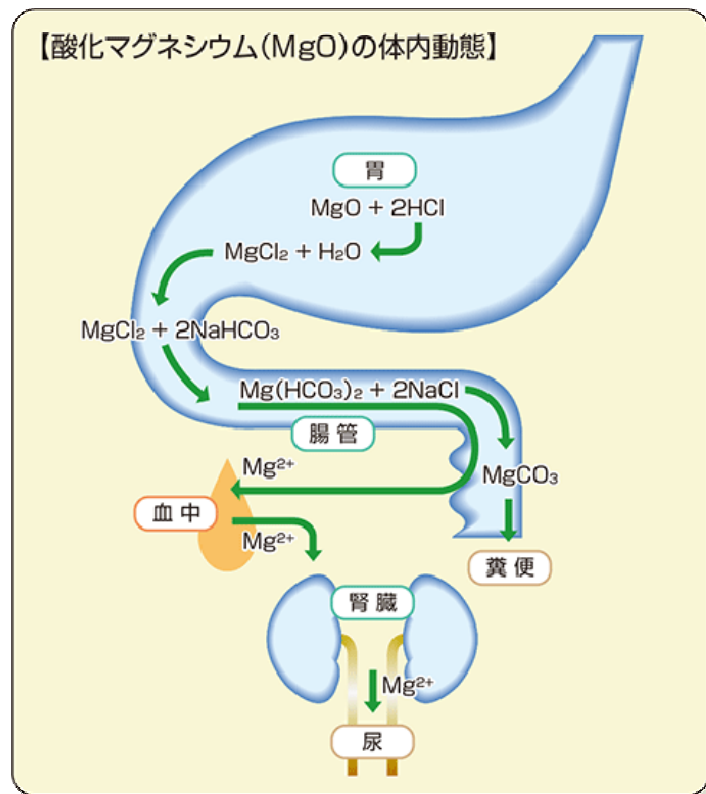 【酸化マグネシウム(MgO)の体内動態】
胃
MgO + 2HCl
MgCl₂ + H₂O
MgCl₂ + 2NaHCO₃
Mg(HCO₃)₂ + 2NaCl
腸管
Mg²⁺
MgCO₃
血中
Mg²⁺
糞便
腎臓
Mg²⁺
尿